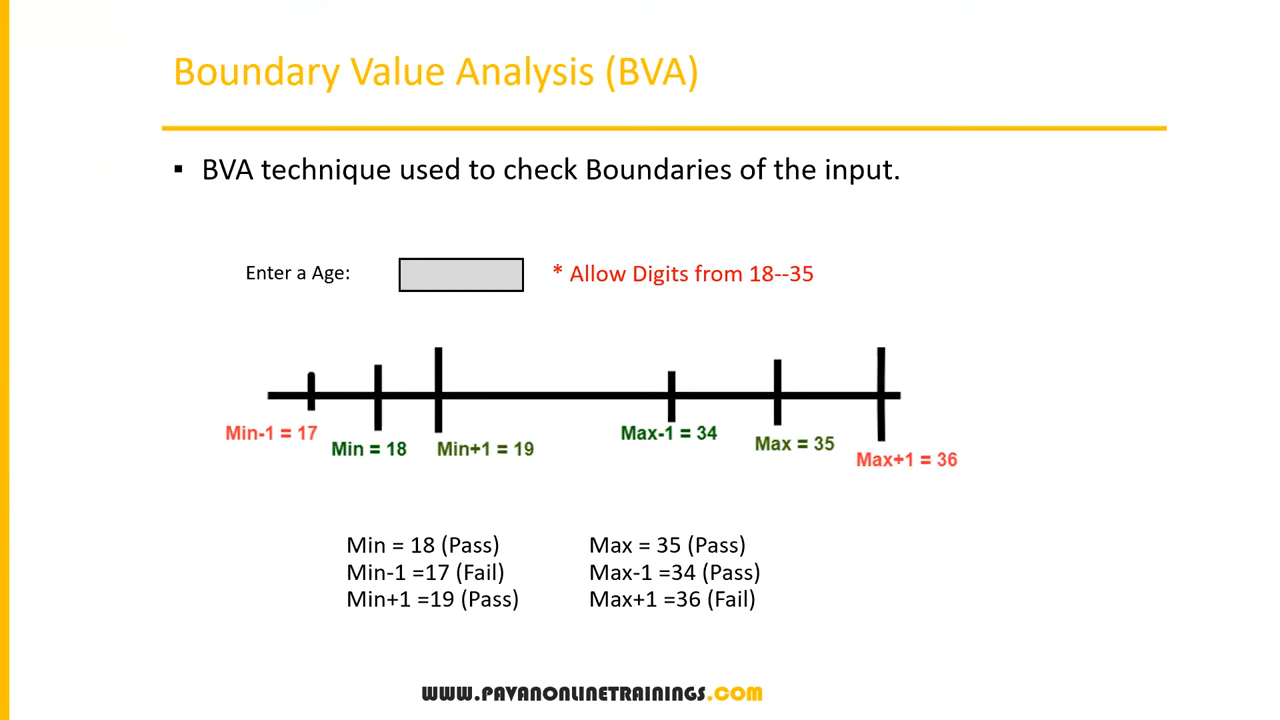 Boundary Value Analysis (BVA)
▪ BVA technique used to check Boundaries of the input.
Enter a Age:
* Allow Digits from 18--35
Min-1 = 17
Min = 18
Min+1 = 19
Max-1 = 34
Max = 35
Max+1 = 36
Min = 18 (Pass)
Min-1 =17 (Fail)
Min+1 =19 (Pass)
Max = 35 (Pass)
Max-1 =34 (Pass)
Max+1 =36 (Fail)
WWW.PAVANONLINETRAININGS.COM